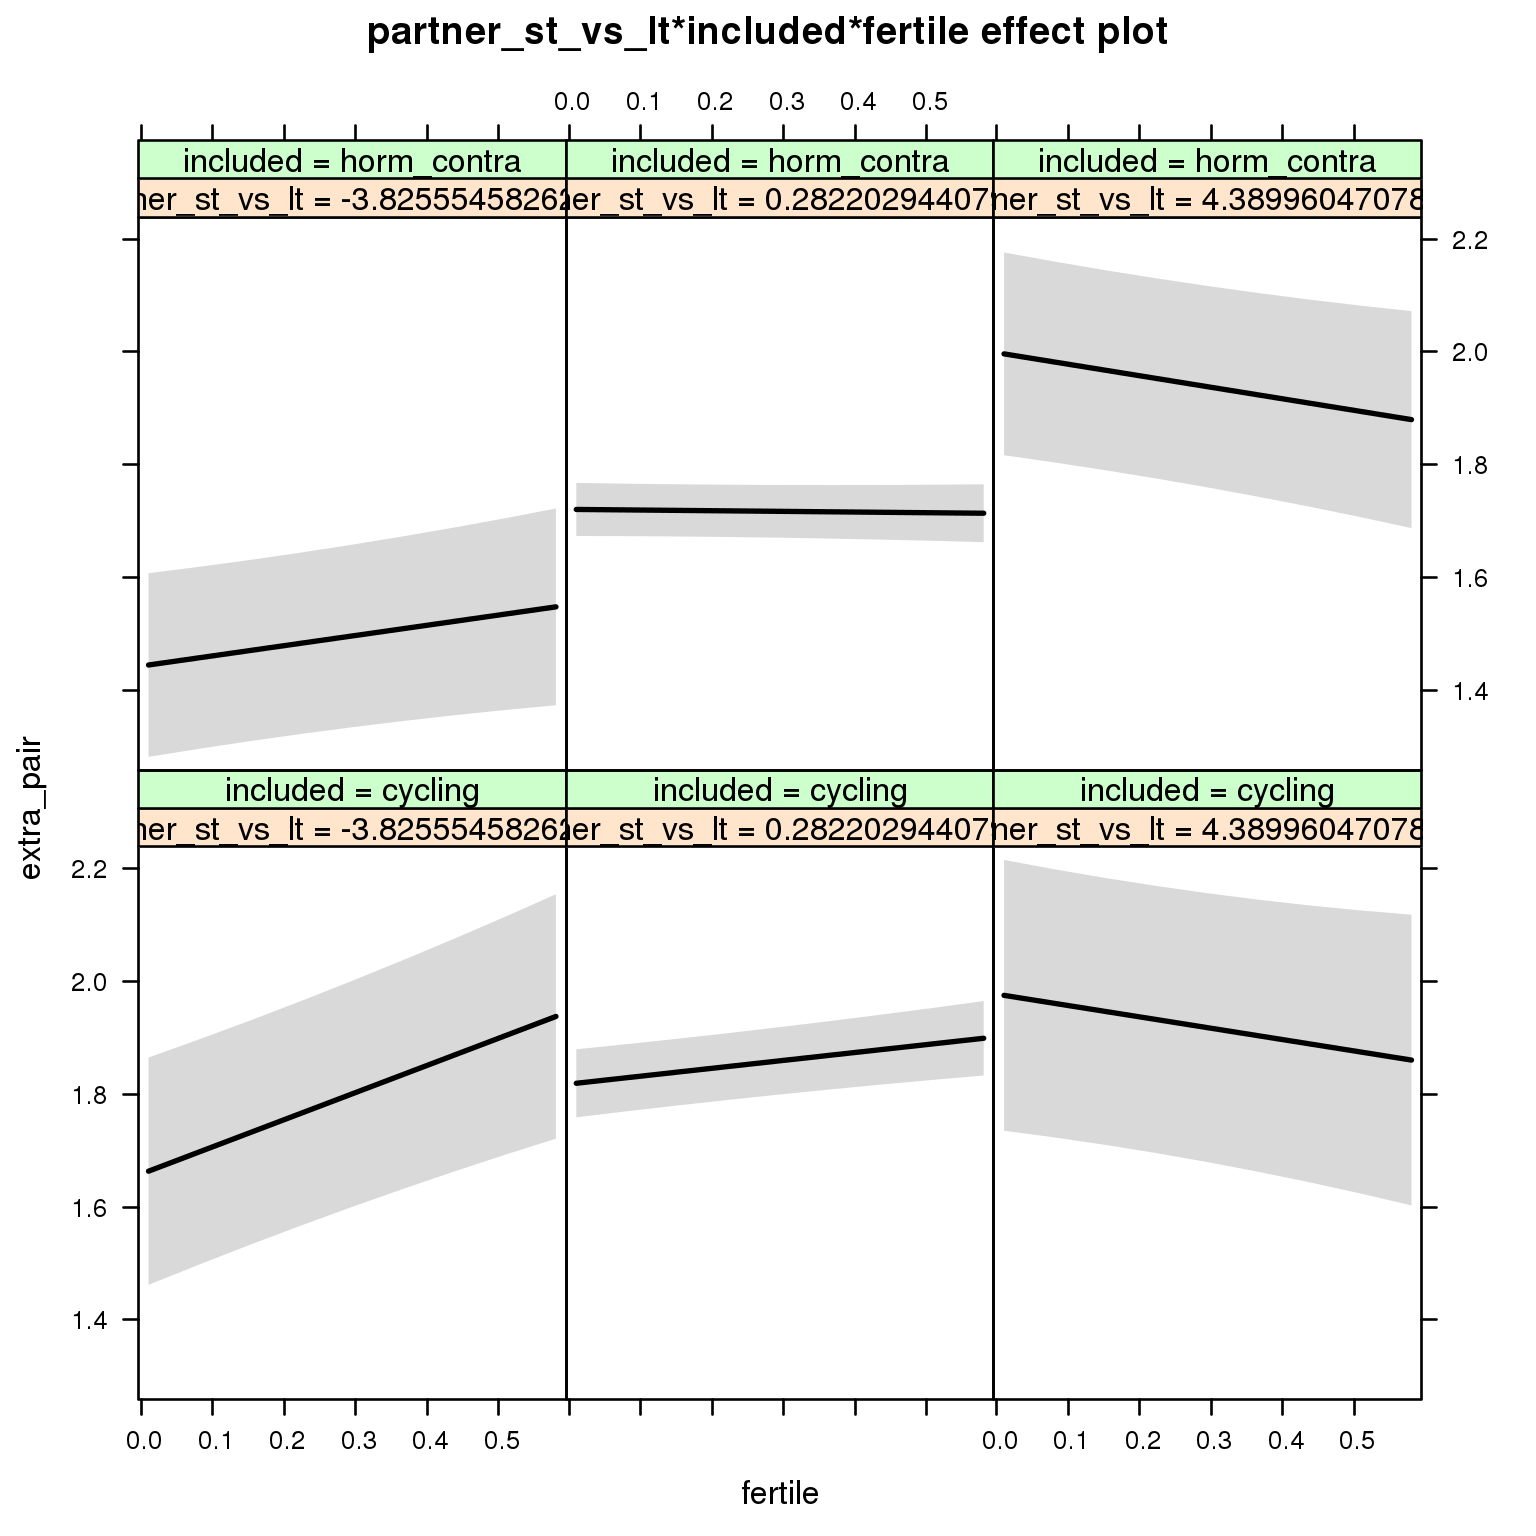 partner_st_vs_lt*included*fertile effect plot
0.0 0.1 0.2 0.3 0.4 0.5
included = horm_contra included = horm_contra included = horm_contra
ner_st_vs_lt = -3.82555458262 er_st_vs_lt = 0.28220294407 ner_st_vs_lt = 4.38996047078
2.2
2.0
1.8
1.6
1.4
extra_pair
included = cycling included = cycling included = cycling
ner_st_vs_lt = -3.82555458262 er_st_vs_lt = 0.28220294407 ner_st_vs_lt = 4.38996047078
2.2
2.0
1.8
1.6
1.4
0.0 0.1 0.2 0.3 0.4 0.5 0.0 0.1 0.2 0.3 0.4 0.5
fertile